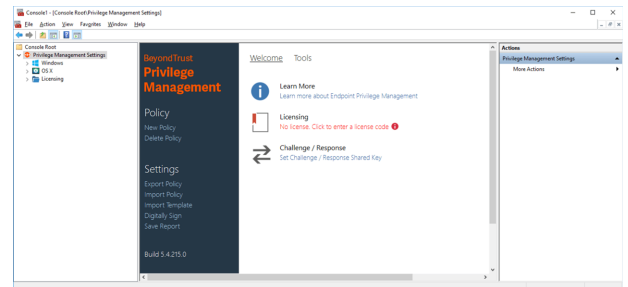 Console1 - [Console Root\Privilege Management Settings]
File Action View Favorites Window Help
Console Root
Privilege Management Settings
Windows
OS X
Licensing
BeyondTrust
Privilege
Management
Policy
New Policy
Delete Policy
Settings
Export Policy
Import Policy
Import Template
Digitally Sign
Save Report
Build 5.4.215.0
Welcome Tools
Learn More
Learn more about Endpoint Privilege Management
Licensing
No license. Click to enter a license code
Challenge / Response
Set Challenge / Response Shared Key
Actions
Privilege Management Settings
More Actions